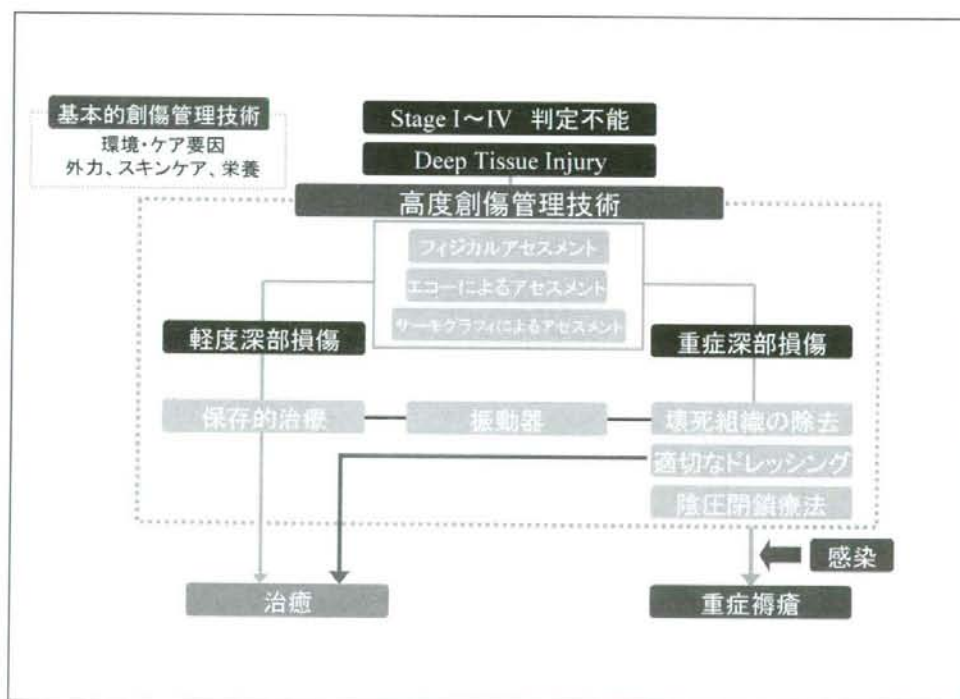 基本的創傷管理技術
環境・ケア要因
外力、スキンケア、栄養
Stage I～IV 判定不能
Deep Tissue Injury
高度創傷管理技術
フィジカルアセスメント
エコーによるアセスメント
サーモグラフィによるアセスメント
軽度深部損傷
重症深部損傷
保存的治療
振動器
壊死組織の除去
適切なドレッシング
陰圧閉鎖療法
感染
治癒
重症褥瘡